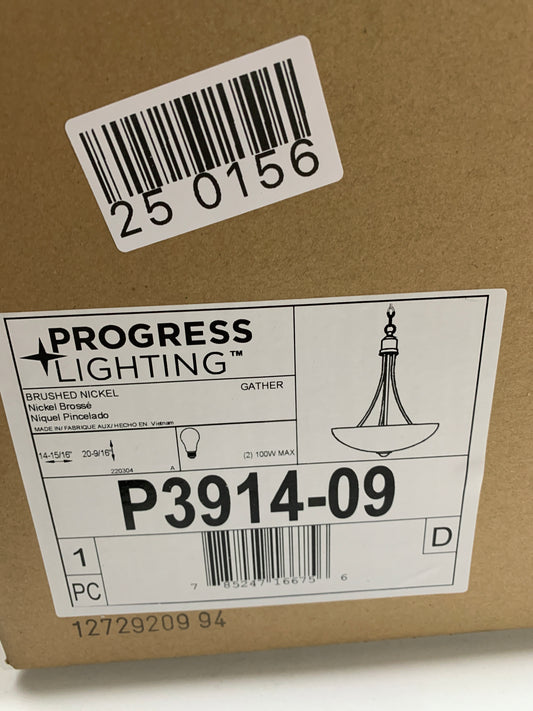 25 0156
PROGRESS
LIGHTING™
BRUSHED NICKEL
GATHER
Nickel Brossé
Niquel Pincelado
MADE IN/ FABRIQUE AUX/ HECHO EN Vietnam
14-15/16" 20-9/16"
220304 A
(2) 100W MAX
P3914-09
1
PC
D
7 85247 16675 6
12729209 94